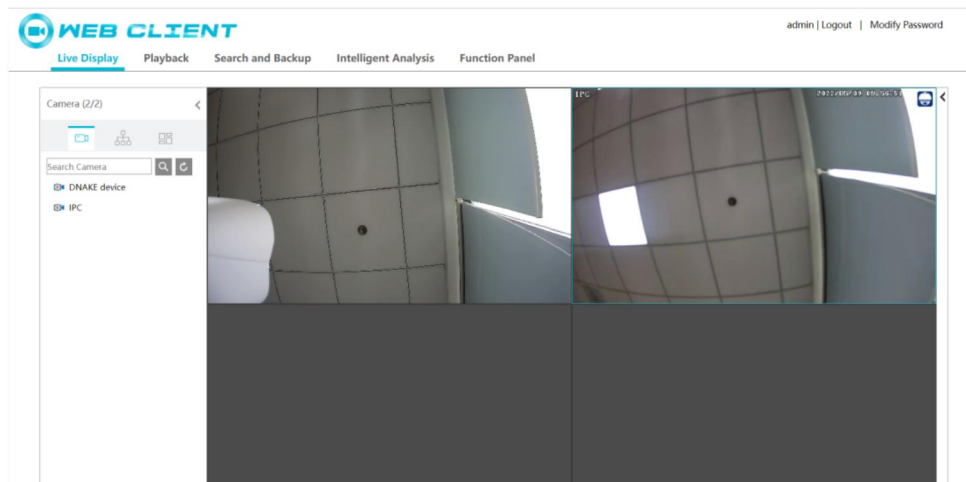 WEB CLIENT
admin | Logout | Modify Password
Live Display Playback Search and Backup Intelligent Analysis Function Panel
Camera (2/2)
Search Camera
DNAKE device
IPC
IPC